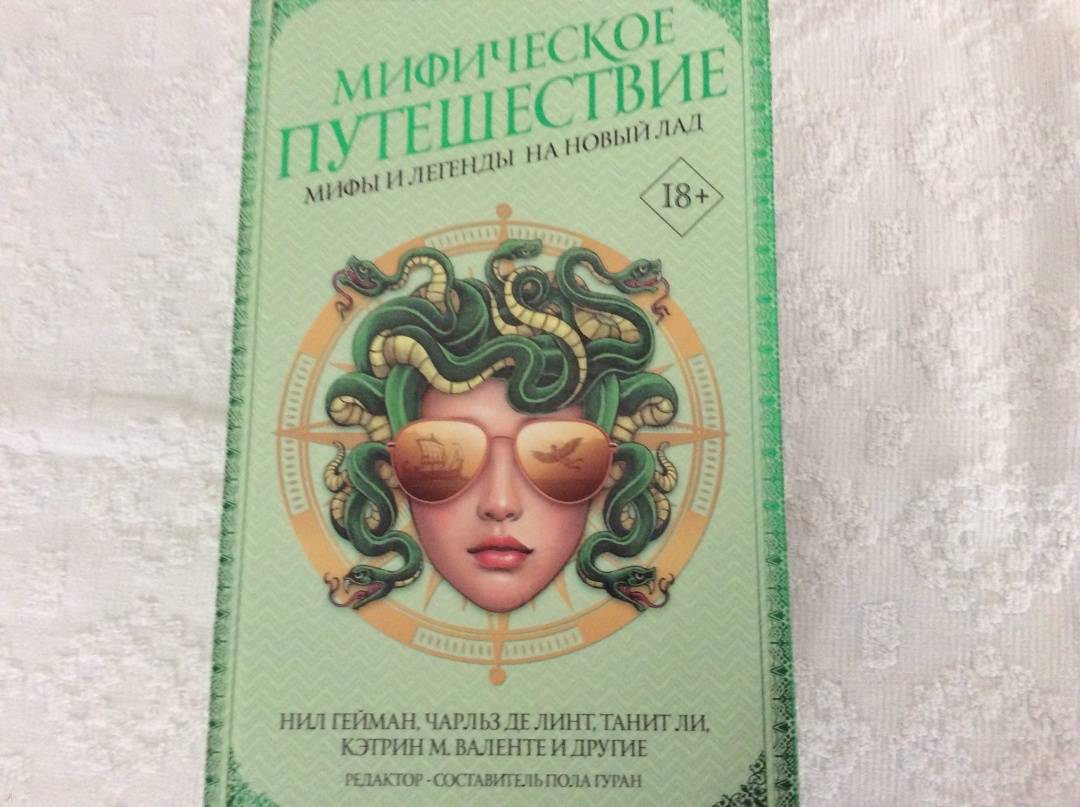 МИФИЧЕСКОЕ
ПУТЕШЕСТВИЕ
МИФЫ И ЛЕГЕНДЫ НА НОВЫЙ ЛАД
18+
НИЛ ГЕЙМАН, ЧАРЛЬЗ ДЕ ЛИНТ, ТАНИТ ЛИ,
КЭТРИН М. ВАЛЕНТЕ И ДРУГИЕ
РЕДАКТОР - СОСТАВИТЕЛЬ ПОЛА ГУРАН